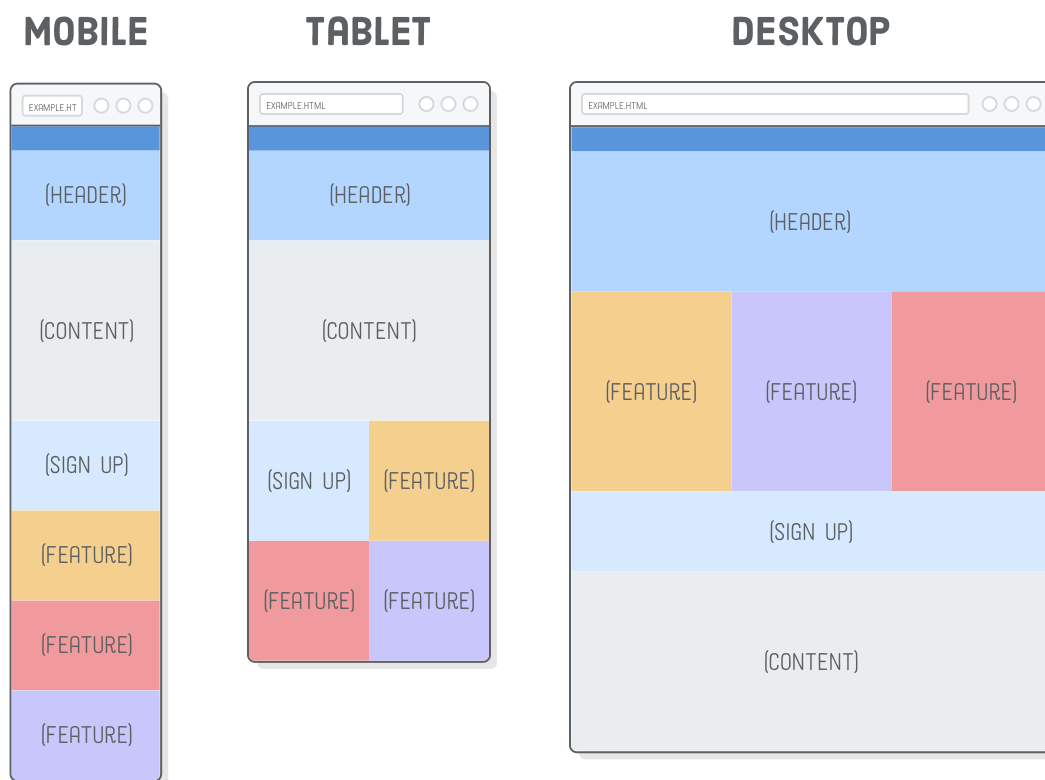 MOBILE
EXAMPLE.HT
(HEADER)
(CONTENT)
(SIGN UP)
(FEATURE)
(FEATURE)
(FEATURE)
TABLET
EXAMPLE.HTML
(HEADER)
(CONTENT)
(SIGN UP) (FEATURE)
(FEATURE) (FEATURE)
DESKTOP
EXAMPLE.HTML
(HEADER)
(FEATURE) (FEATURE) (FEATURE)
(SIGN UP)
(CONTENT)